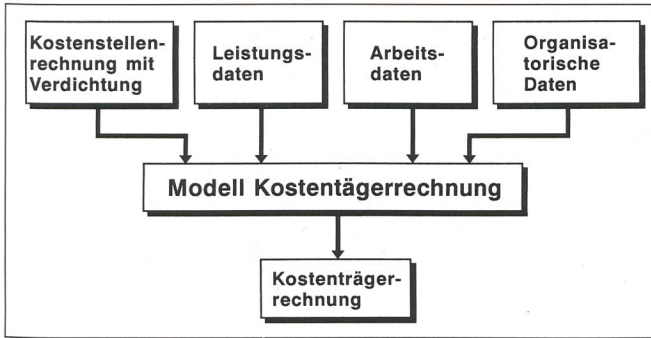 Kostenstellen-
rechnung mit
Verdichtung
Leistungs-
daten
Arbeits-
daten
Organisa-
torische
Daten
Modell Kostentägerrechnung
Kostenträger-
rechnung